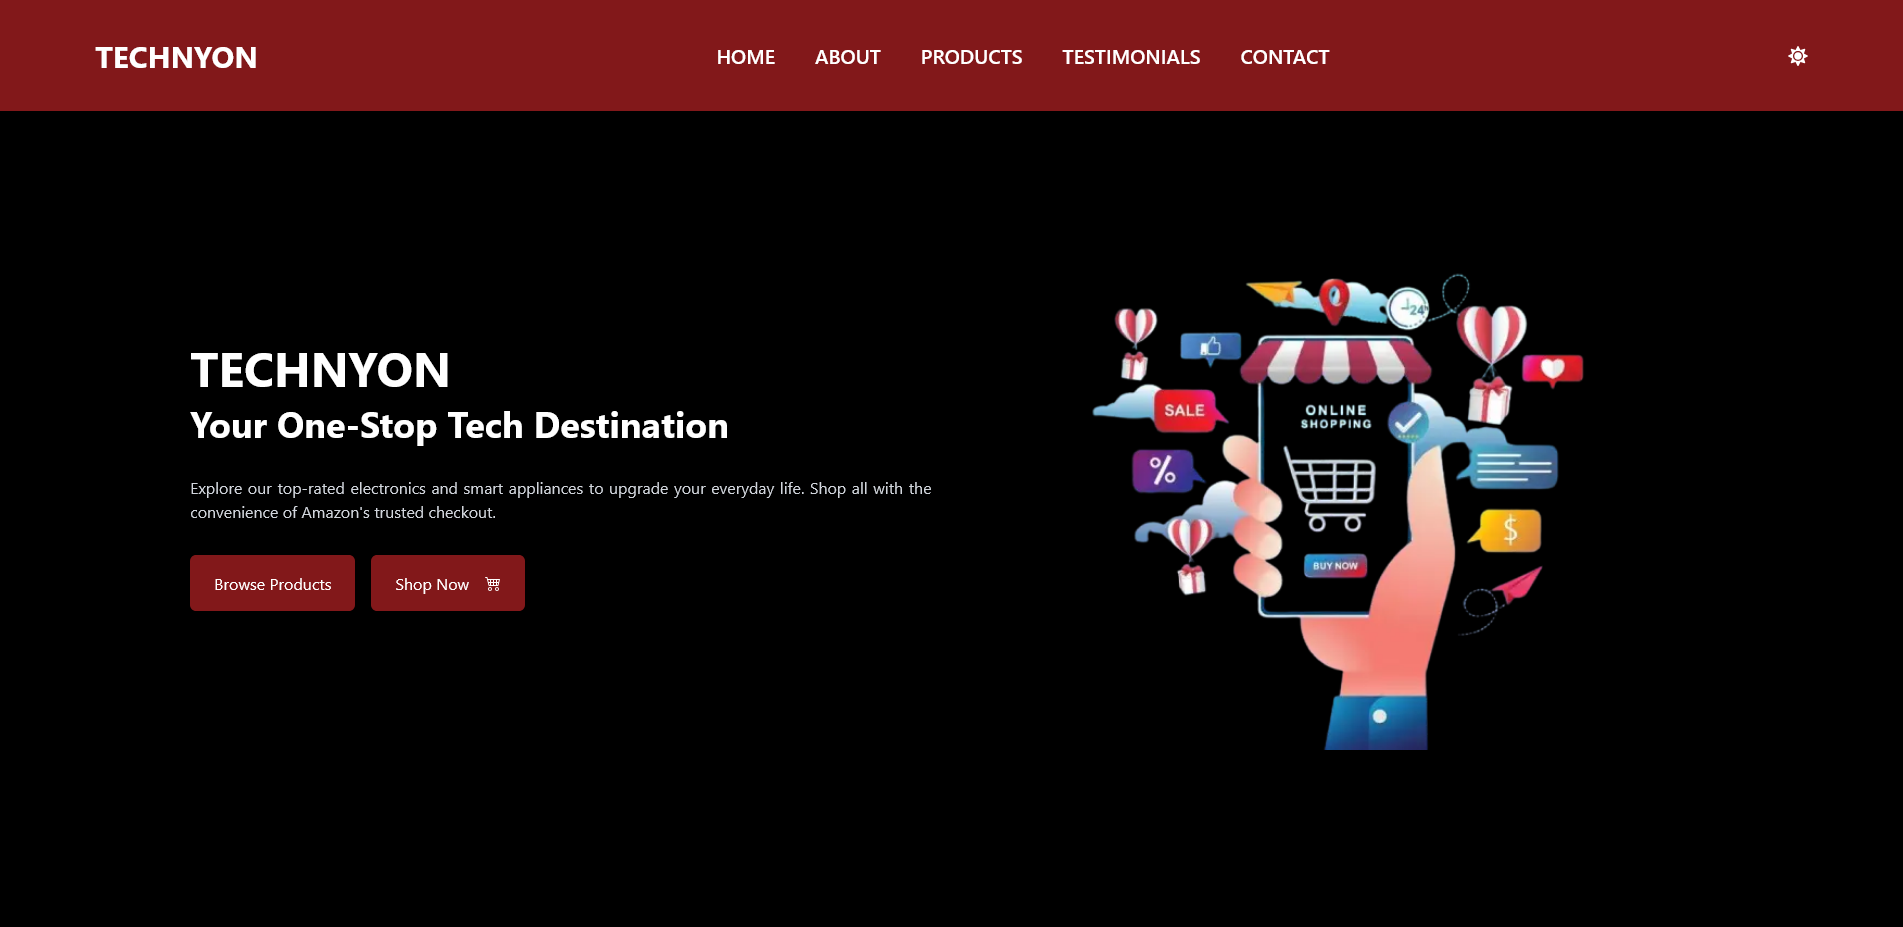 TECHNYON
HOME ABOUT PRODUCTS TESTIMONIALS CONTACT
TECHNYON
Your One-Stop Tech Destination
Explore our top-rated electronics and smart appliances to upgrade your everyday life. Shop all with the
convenience of Amazon's trusted checkout.
Browse Products
Shop Now
24
SALE
ONLINE
SHOPPING
%
$
BUY NOW